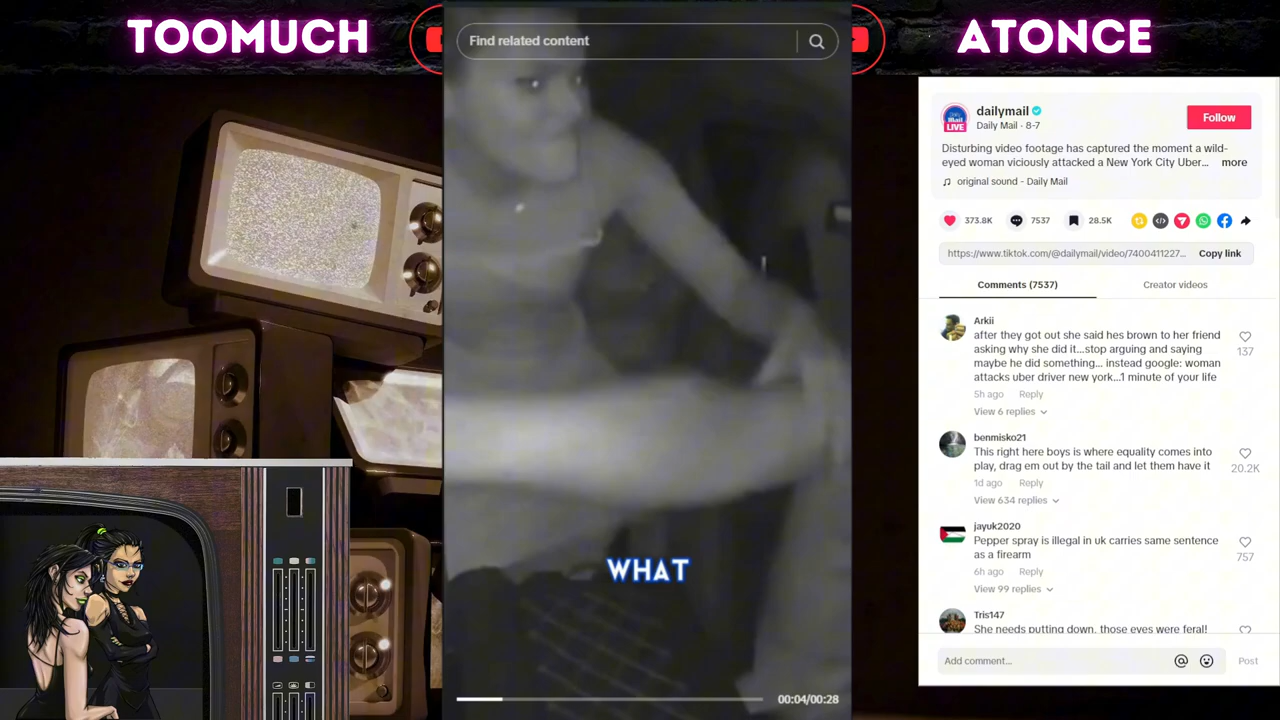 TOOMUCH
ATONCE
Find related content
WHAT
00:04/00:28
dailymail
Daily Mail · 8-7
Follow
Disturbing video footage has captured the moment a wild-
eyed woman viciously attacked a New York City Uber... more
original sound - Daily Mail
373.8K 7537 28.5K
https://www.tiktok.com/@dailymail/video/7400411227... Copy link
Comments (7537) Creator videos
Arkii
after they got out she said hes brown to her friend
asking why she did it...stop arguing and saying
maybe he did something... instead google: woman
attacks uber driver new york...1 minute of your life
137
5h ago Reply
View 6 replies
benmisko21
This right here boys is where equality comes into
play, drag em out by the tail and let them have it
20.2K
1d ago Reply
View 634 replies
jayuk2020
Pepper spray is illegal in uk carries same sentence
as a firearm
757
6h ago Reply
View 99 replies
Tris147
She needs putting down, those eyes were feral!
Add comment... Post